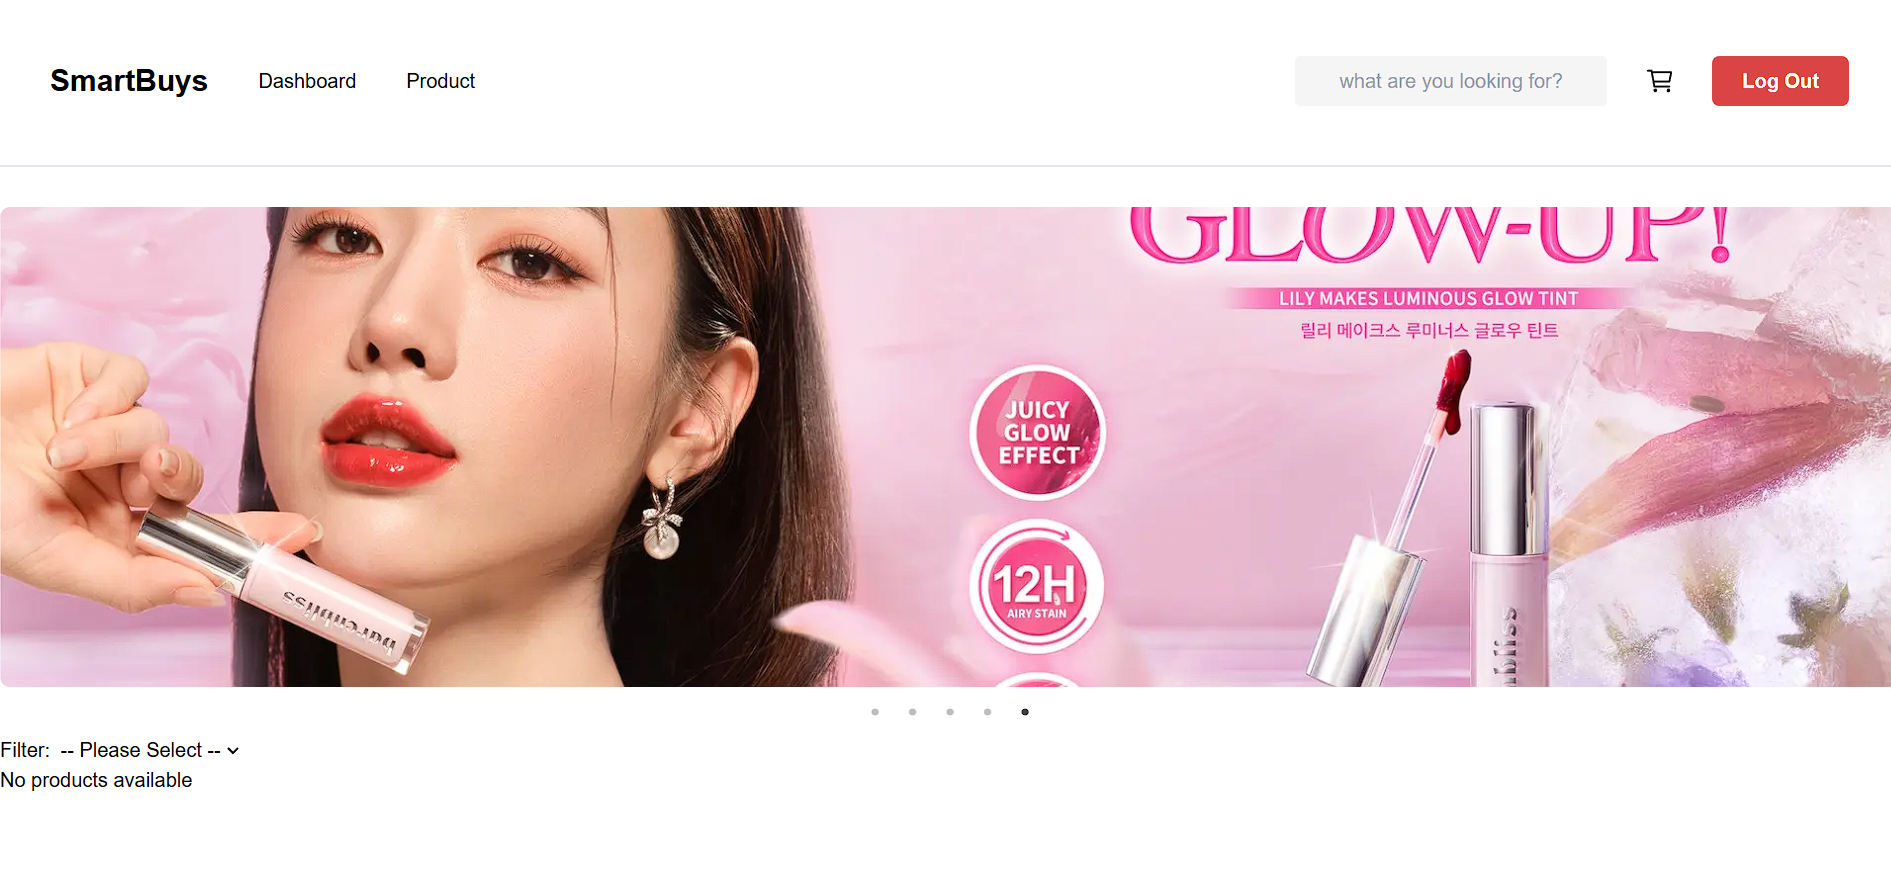 SmartBuys
Dashboard
Product
what are you looking for?
Log Out
GLOW-UP!
LILY MAKES LUMINOUS GLOW TINT
릴리 메이크스 루미너스 글로우 틴트
JUICY
GLOW
EFFECT
12H
AIRY STAIN
barenbliss
bliss
Filter: -- Please Select --
No products available